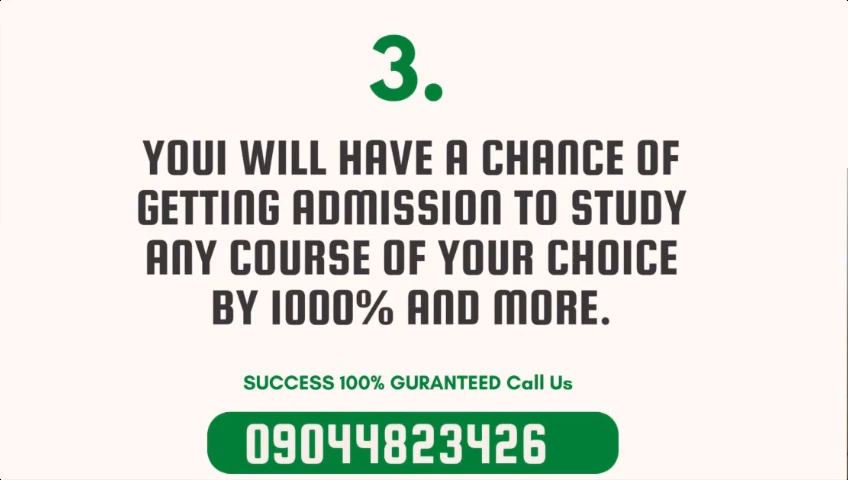 3.
YOUI WILL HAVE A CHANCE OF
GETTING ADMISSION TO STUDY
ANY COURSE OF YOUR CHOICE
BY 1000% AND MORE.
SUCCESS 100% GURANTEED Call Us
09044823426